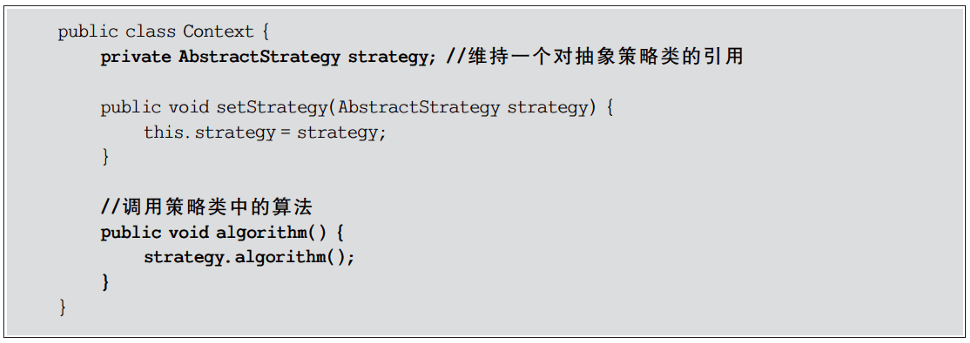 public class Context {
private AbstractStrategy strategy; //维持一个对抽象策略类的引用
public void setStrategy(AbstractStrategy strategy) {
this.strategy = strategy;
}
//调用策略类中的算法
public void algorithm() {
strategy.algorithm();
}
}